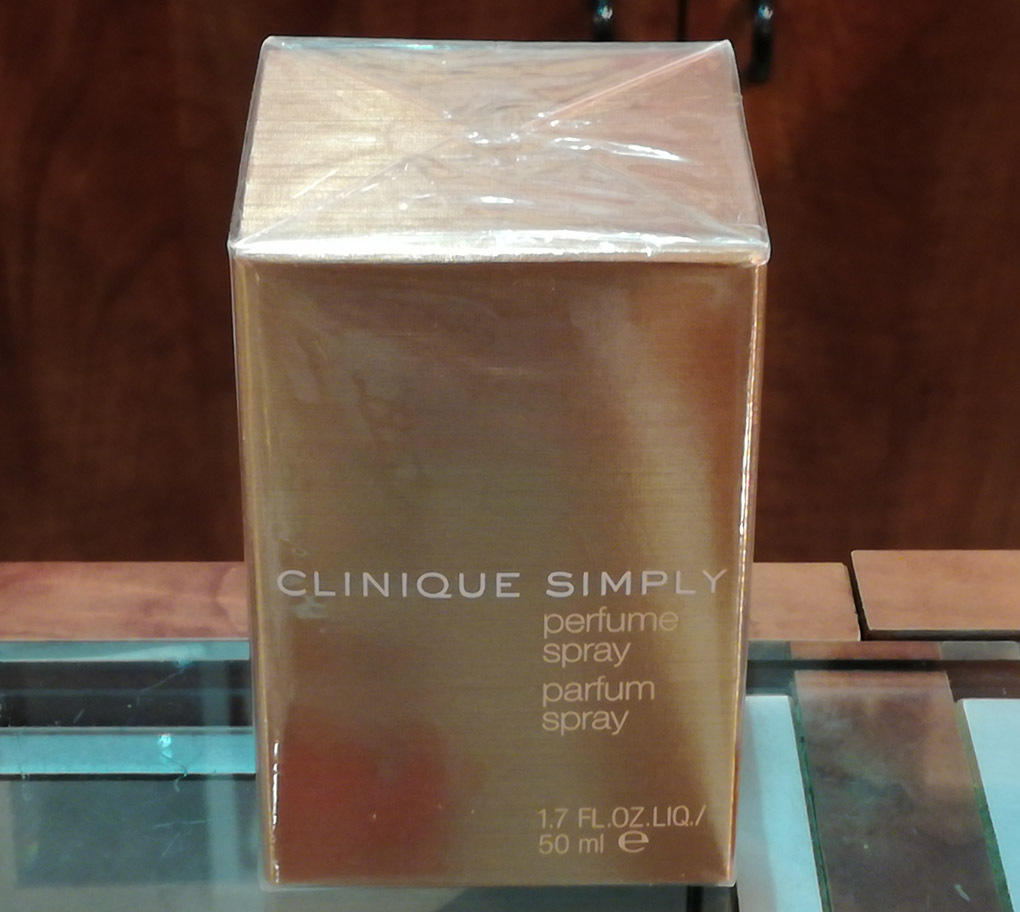 CLINIQUE SIMPLY
perfume
spray
parfum
spray
1.7 FL.OZ.LIQ./
50 ml ℮